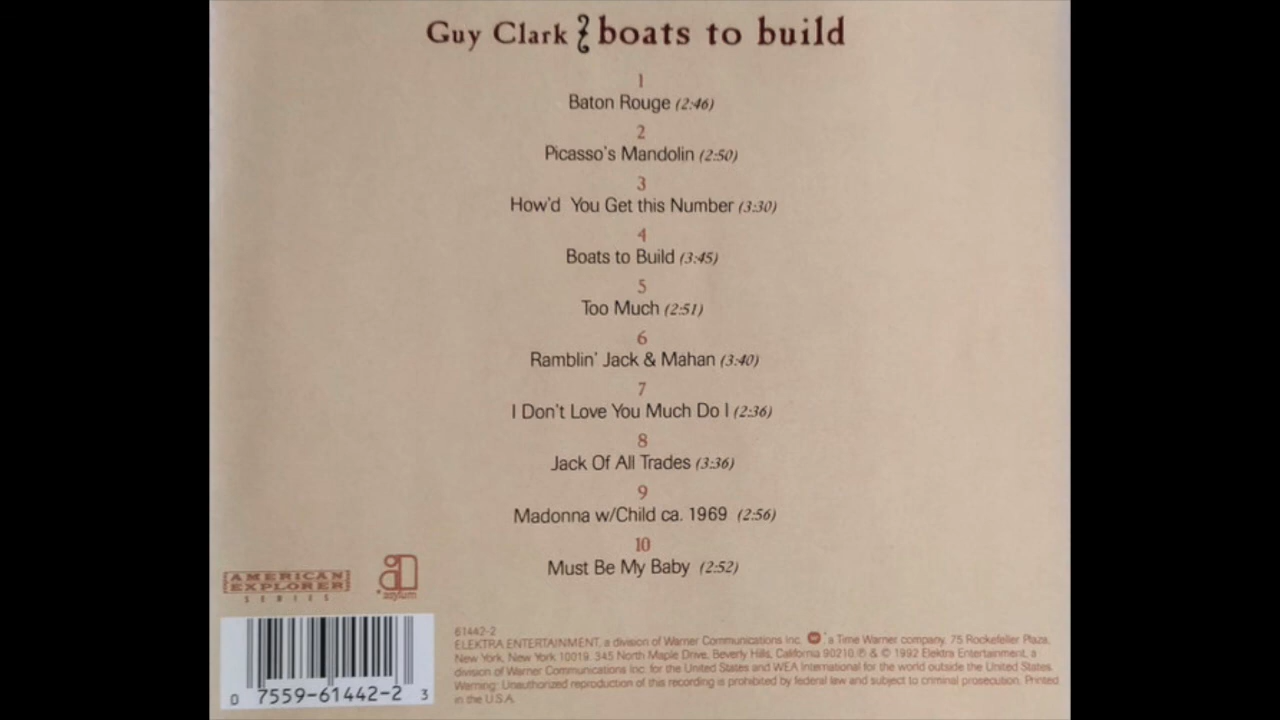 Guy Clark boats to build
1
Baton Rouge (2:46)
2
Picasso's Mandolin (2:50)
3
How'd You Get this Number (3:30)
4
Boats to Build (3:45)
5
Too Much (2:51)
6
Ramblin' Jack & Mahan (3:40)
7
I Don't Love You Much Do I (2:36)
8
Jack Of All Trades (3:36)
9
Madonna w/Child ca. 1969 (2:56)
10
Must Be My Baby (2:52)
AMERICAN
EXPLORER
SERIES
asylum
0 7559-61442-2 3
61442-2
ELEKTRA ENTERTAINMENT, a division of Warner Communications Inc. a Time Warner company, 75 Rockefeller Plaza,
New York, New York 10019. 345 North Maple Drive, Beverly Hills, California 90210. ℗ & © 1992 Elektra Entertainment, a
division of Warner Communications Inc. for the United States and WEA International for the world outside the United States.
Warning: Unauthorized reproduction of this recording is prohibited by federal law and subject to criminal prosecution. Printed
in the U.S.A.